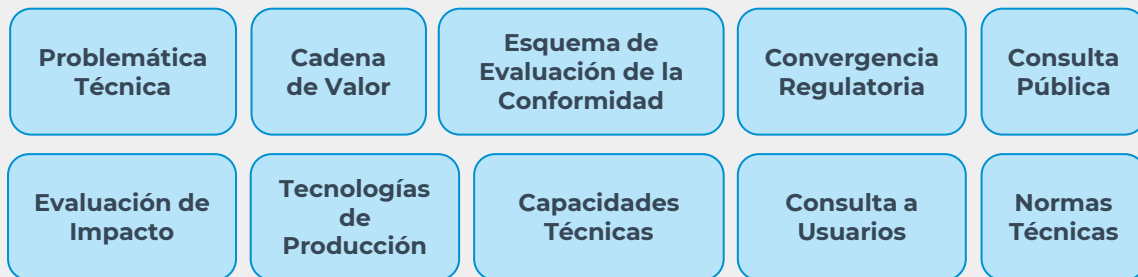 Problemática
Técnica
Cadena
de Valor
Esquema de
Evaluación de la
Conformidad
Convergencia
Regulatoria
Consulta
Pública
Evaluación de
Impacto
Tecnologías
de
Producción
Capacidades
Técnicas
Consulta a
Usuarios
Normas
Técnicas